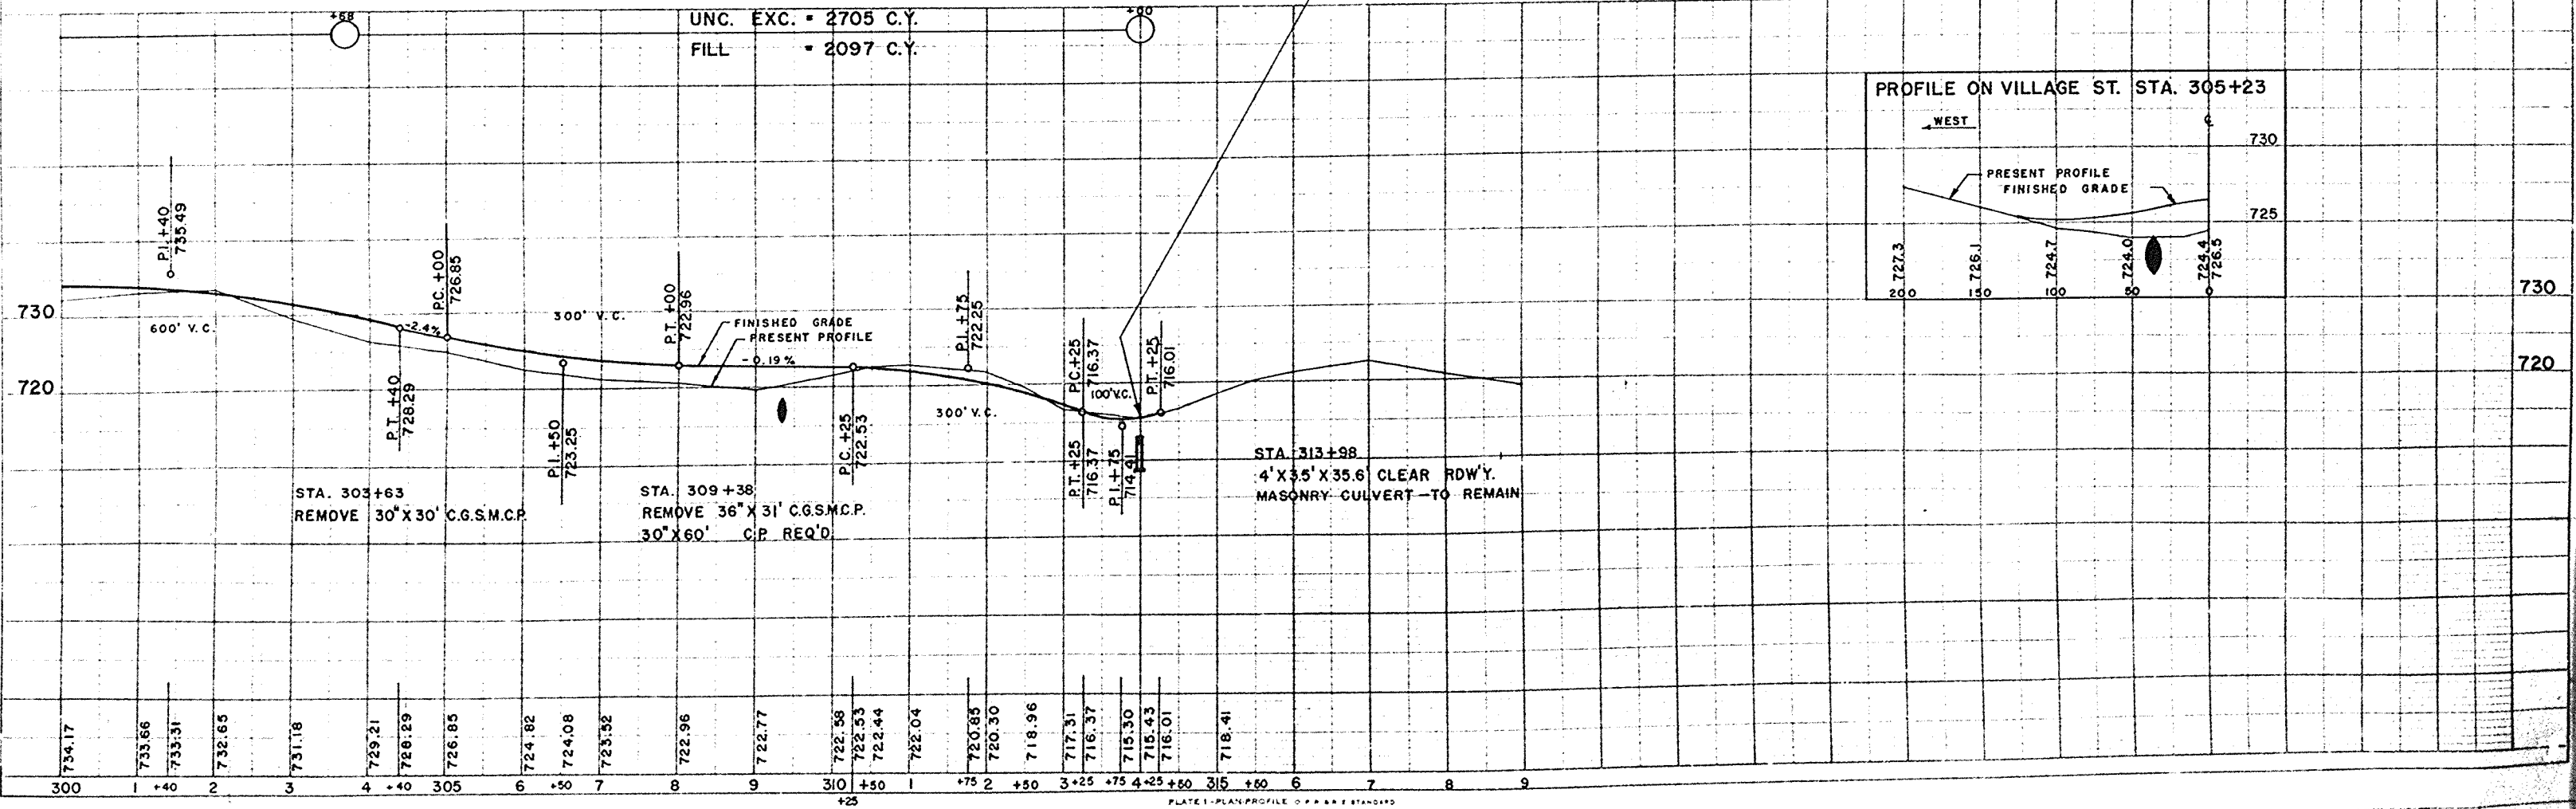 +68
UNC. EXC. = 2705 C.Y.
FILL = 2097 C.Y.
+60
PROFILE ON VILLAGE ST. STA. 305+23
WEST
℄
730
PRESENT PROFILE
FINISHED GRADE
725
727.3
726.1
724.7
724.0
724.4
726.5
200
150
100
50
0
P.I. +40
735.49
730
600' V.C.
-2.4%
P.C. +00
726.85
300' V.C.
P.T. +00
722.96
FINISHED GRADE
PRESENT PROFILE
-0.19%
P.I. +75
722.25
P.C. +25
716.37
100' V.C.
P.T. +25
716.01
730
720
720
P.T. +40
728.29
P.I. +50
723.25
P.C. +25
722.53
300' V.C.
P.T. +25
716.37
P.I. +75
714.41
STA. 303+63
REMOVE 30" X 30' C.G.S.M.C.P.
STA. 309+38
REMOVE 36" X 31' C.G.S.M.C.P.
30" X 60' C.P. REQ'D.
STA. 313+98
4' X 3.5' X 35.6' CLEAR RDW'Y.
MASONRY CULVERT - TO REMAIN
734.17
733.66
733.31
732.65
731.18
729.21
728.29
726.85
724.82
724.08
723.52
722.96
722.77
722.58
722.53
722.44
722.04
720.85
720.30
718.96
717.31
716.37
715.30
715.43
716.01
718.41
300 1 +40 2 3 4 +40 305 6 +50 7 8 9 310 +50 1 +75 2 +50 3 +25 +75 4 +25 +50 315 +50 6 7 8 9
+25
PLATE 1-PLAN-PROFILE
STANDARD